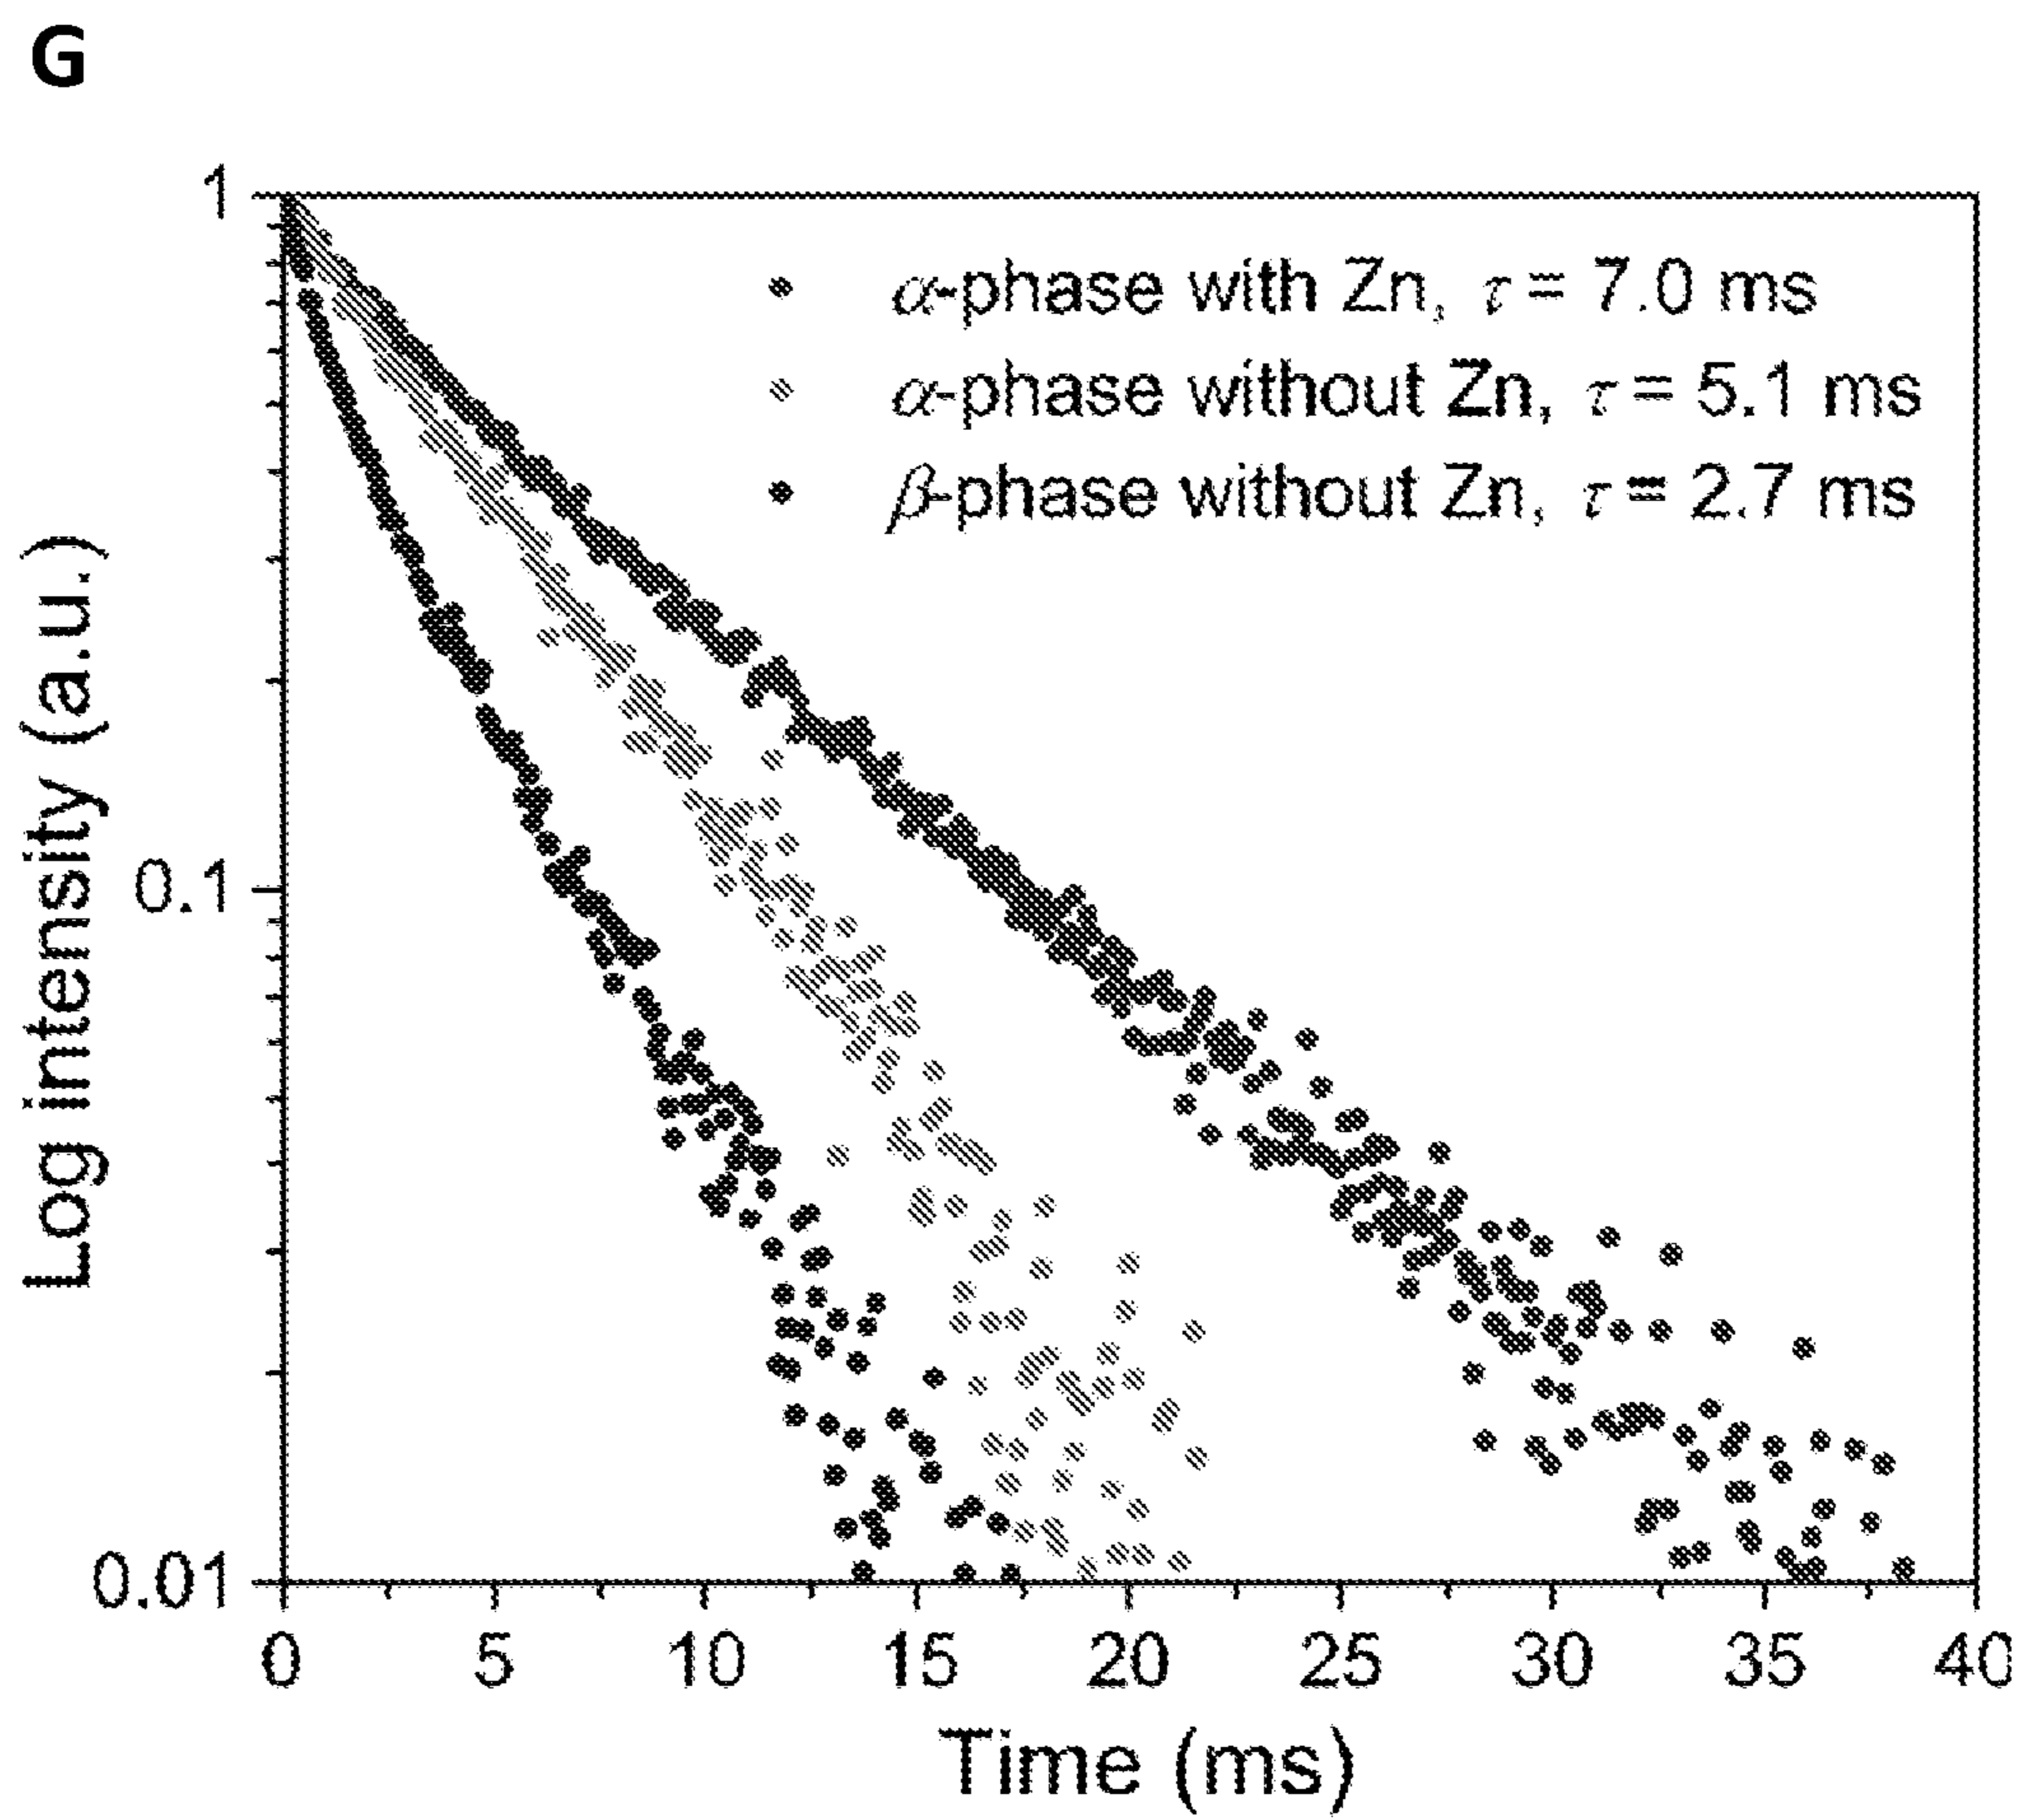 G
1
α-phase with Zn, τ = 7.0 ms
α-phase without Zn, τ = 5.1 ms
β-phase without Zn, τ = 2.7 ms
Log intensity (a.u.)
0.1
0.01
0 5 10 15 20 25 30 35 40
Time (ms)